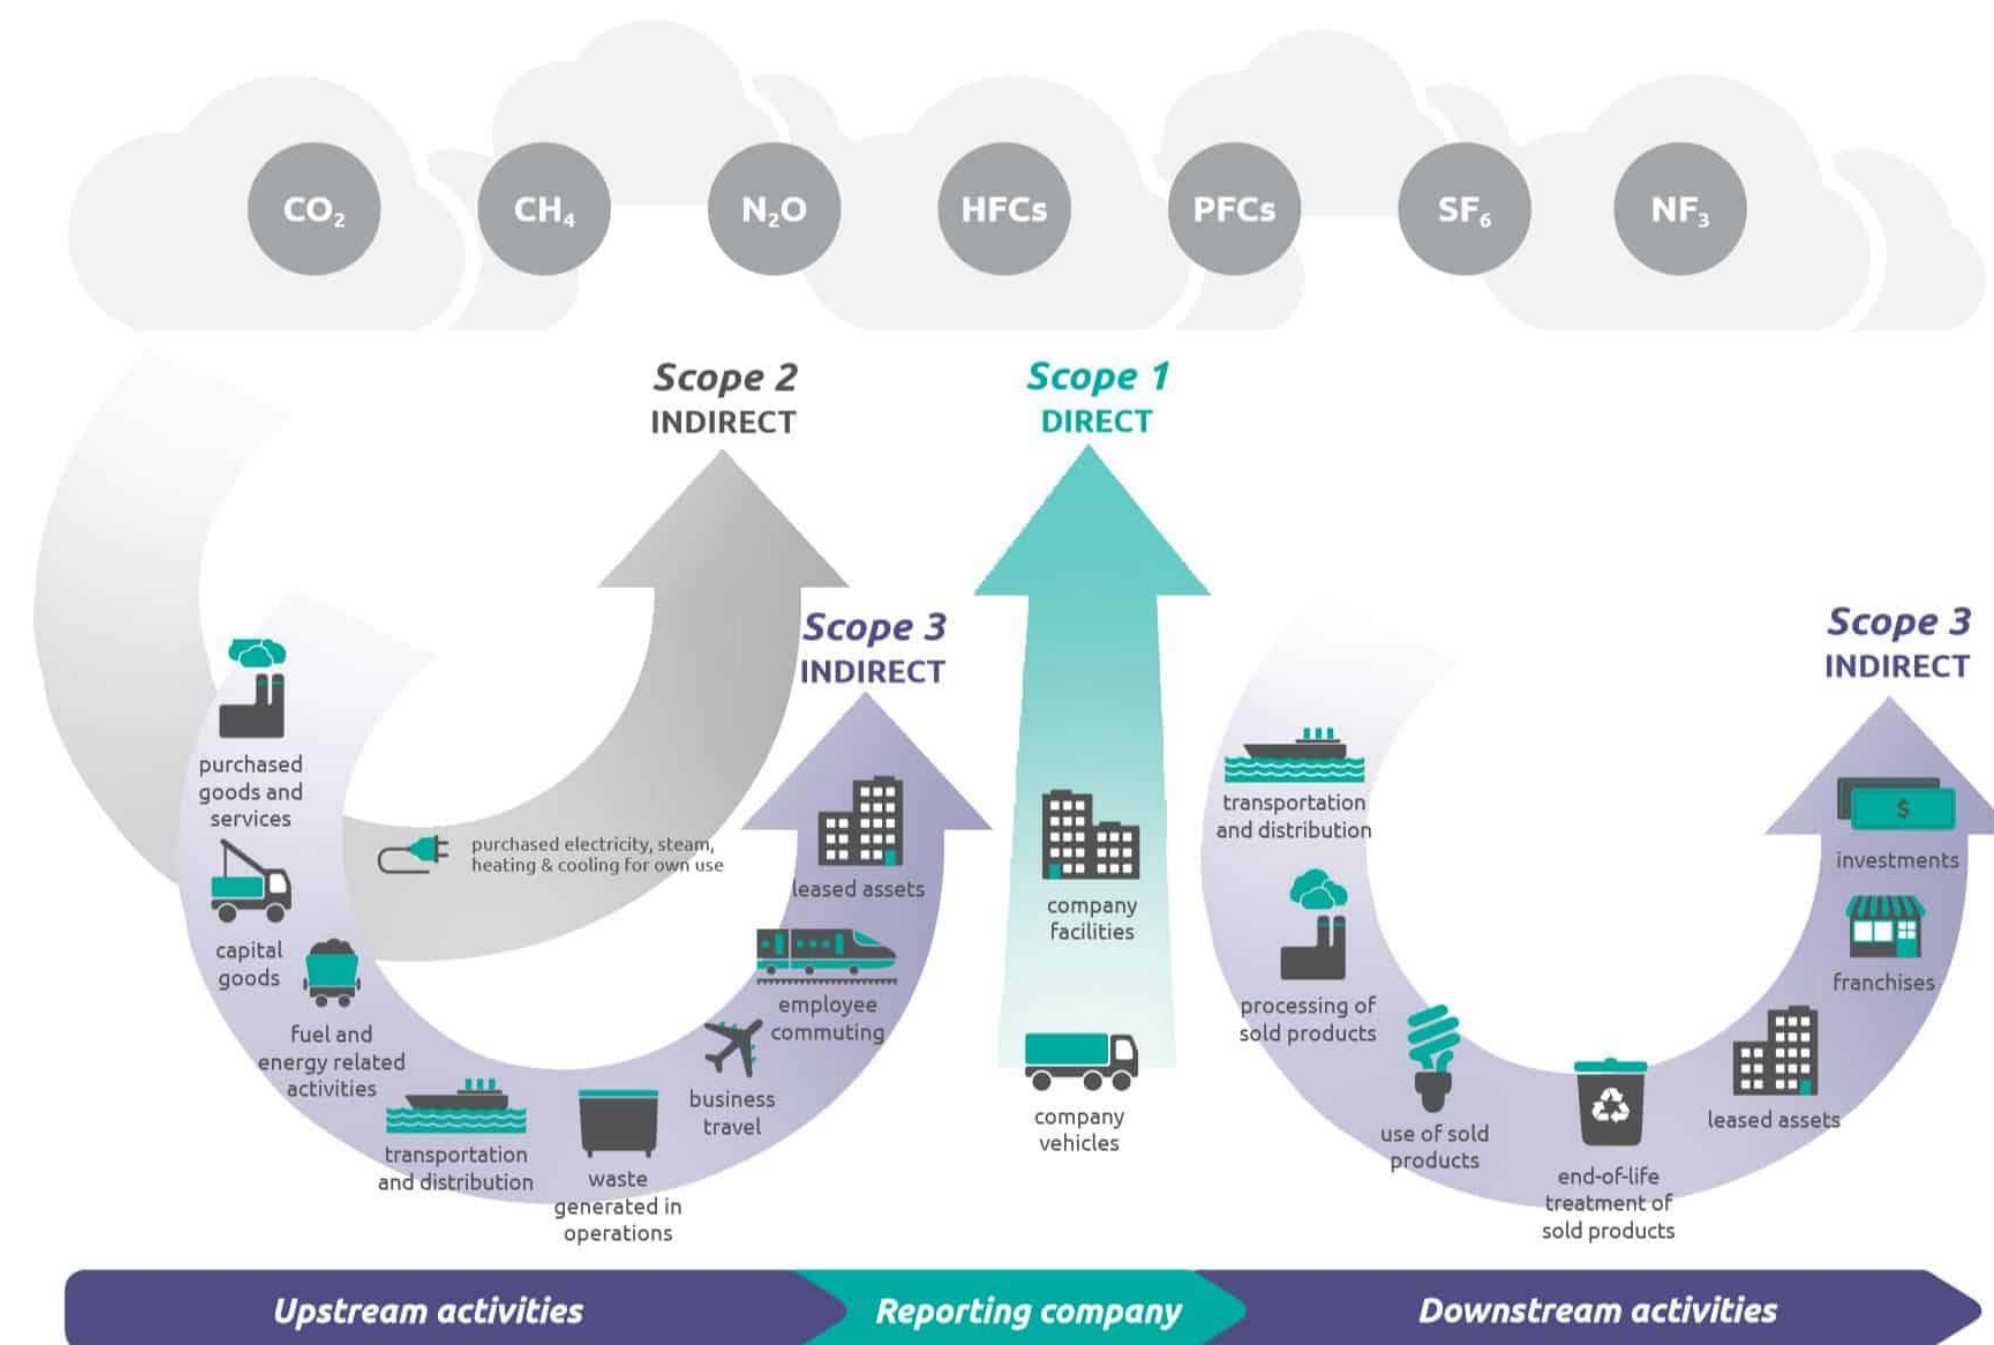 CO₂
CH₄
N₂O
HFCs
PFCs
SF₆
NF₃
Scope 2
INDIRECT
Scope 1
DIRECT
Scope 3
INDIRECT
Scope 3
INDIRECT
purchased
goods and
services
capital
goods
fuel and
energy related
activities
transportation
and distribution
waste
generated in
operations
business
travel
employee
commuting
leased assets
purchased electricity, steam,
heating & cooling for own use
company
facilities
company
vehicles
transportation
and distribution
processing of
sold products
use of sold
products
end-of-life
treatment of
sold products
leased assets
franchises
$
investments
Upstream activities
Reporting company
Downstream activities